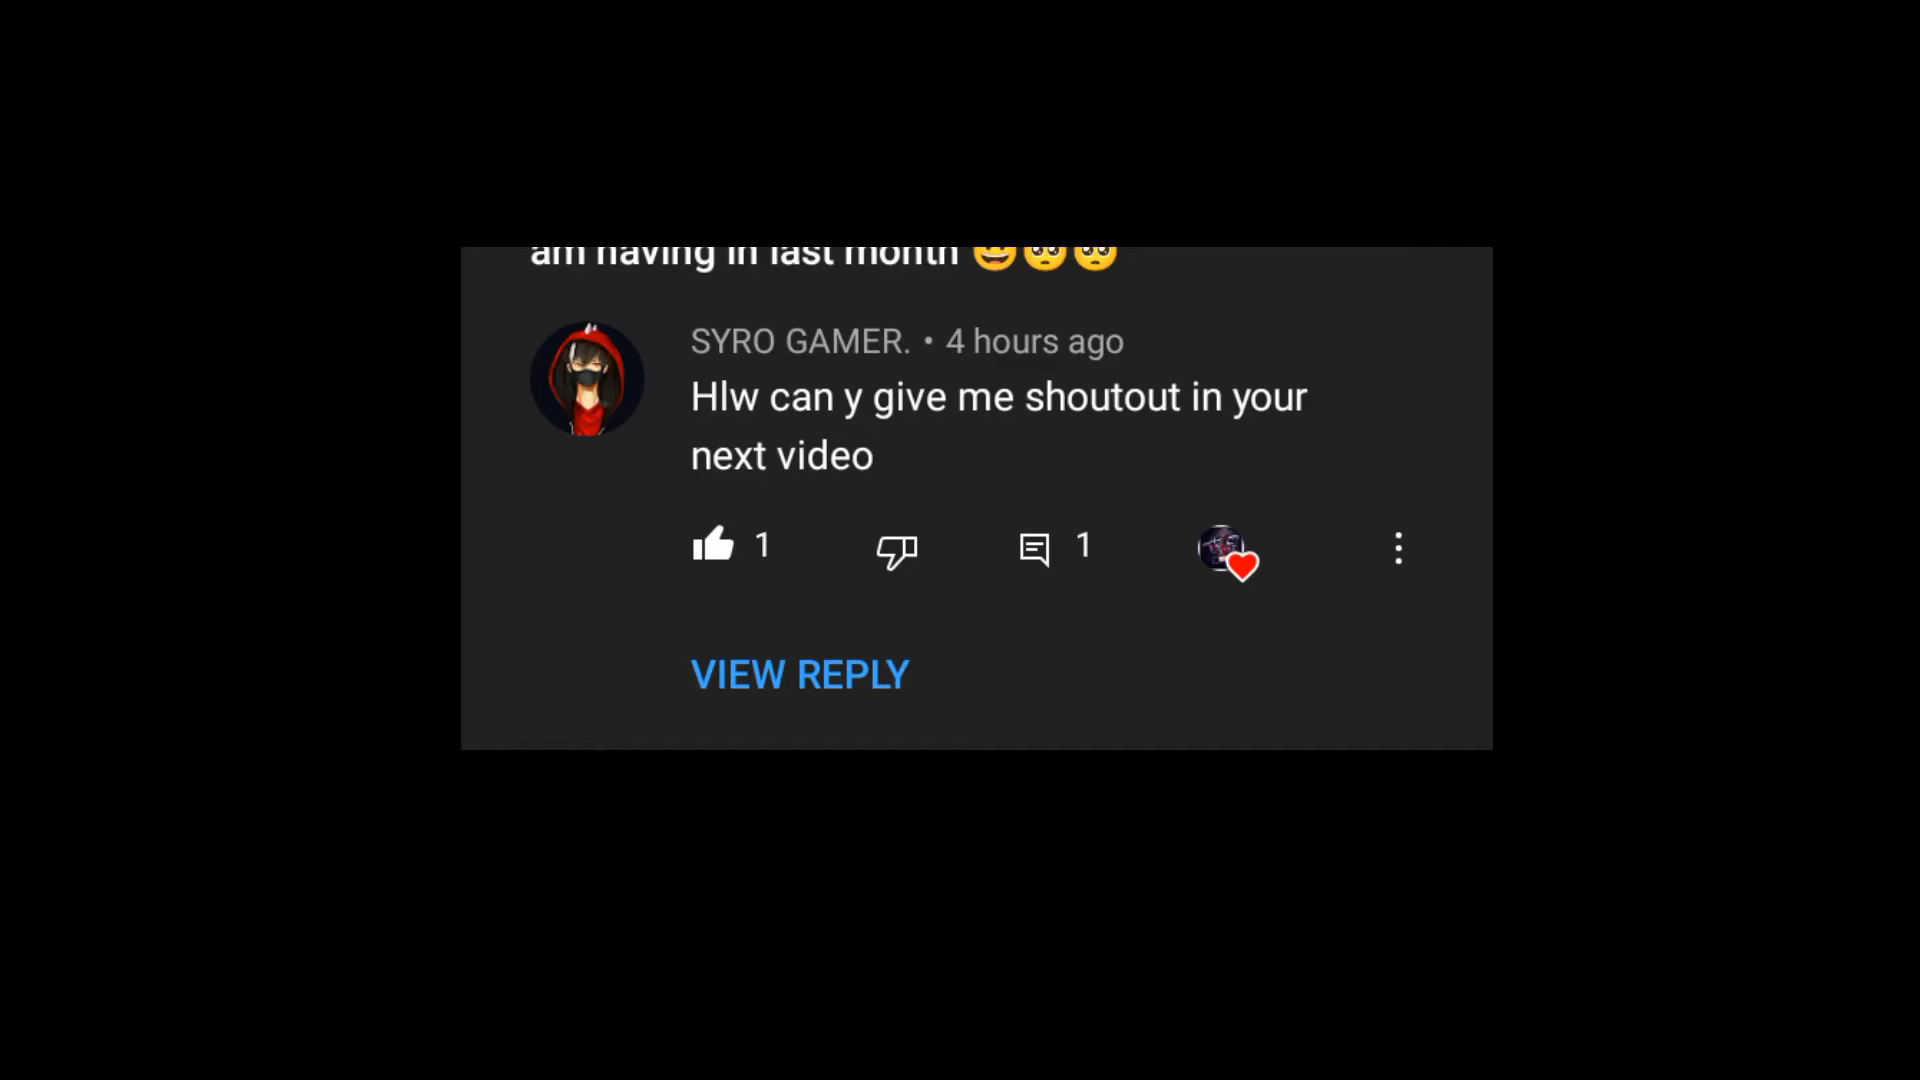 am having in last month 😄🥺🥺
SYRO GAMER. • 4 hours ago
Hlw can y give me shoutout in your
next video
1
1
VIEW REPLY